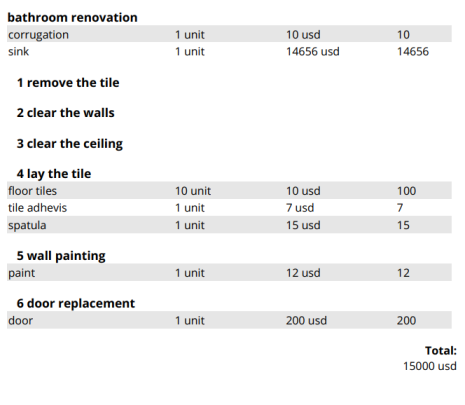 bathroom renovation
corrugation 1 unit 10 usd 10
sink 1 unit 14656 usd 14656
1 remove the tile
2 clear the walls
3 clear the ceiling
4 lay the tile
floor tiles 10 unit 10 usd 100
tile adhevis 1 unit 7 usd 7
spatula 1 unit 15 usd 15
5 wall painting
paint 1 unit 12 usd 12
6 door replacement
door 1 unit 200 usd 200
Total:
15000 usd